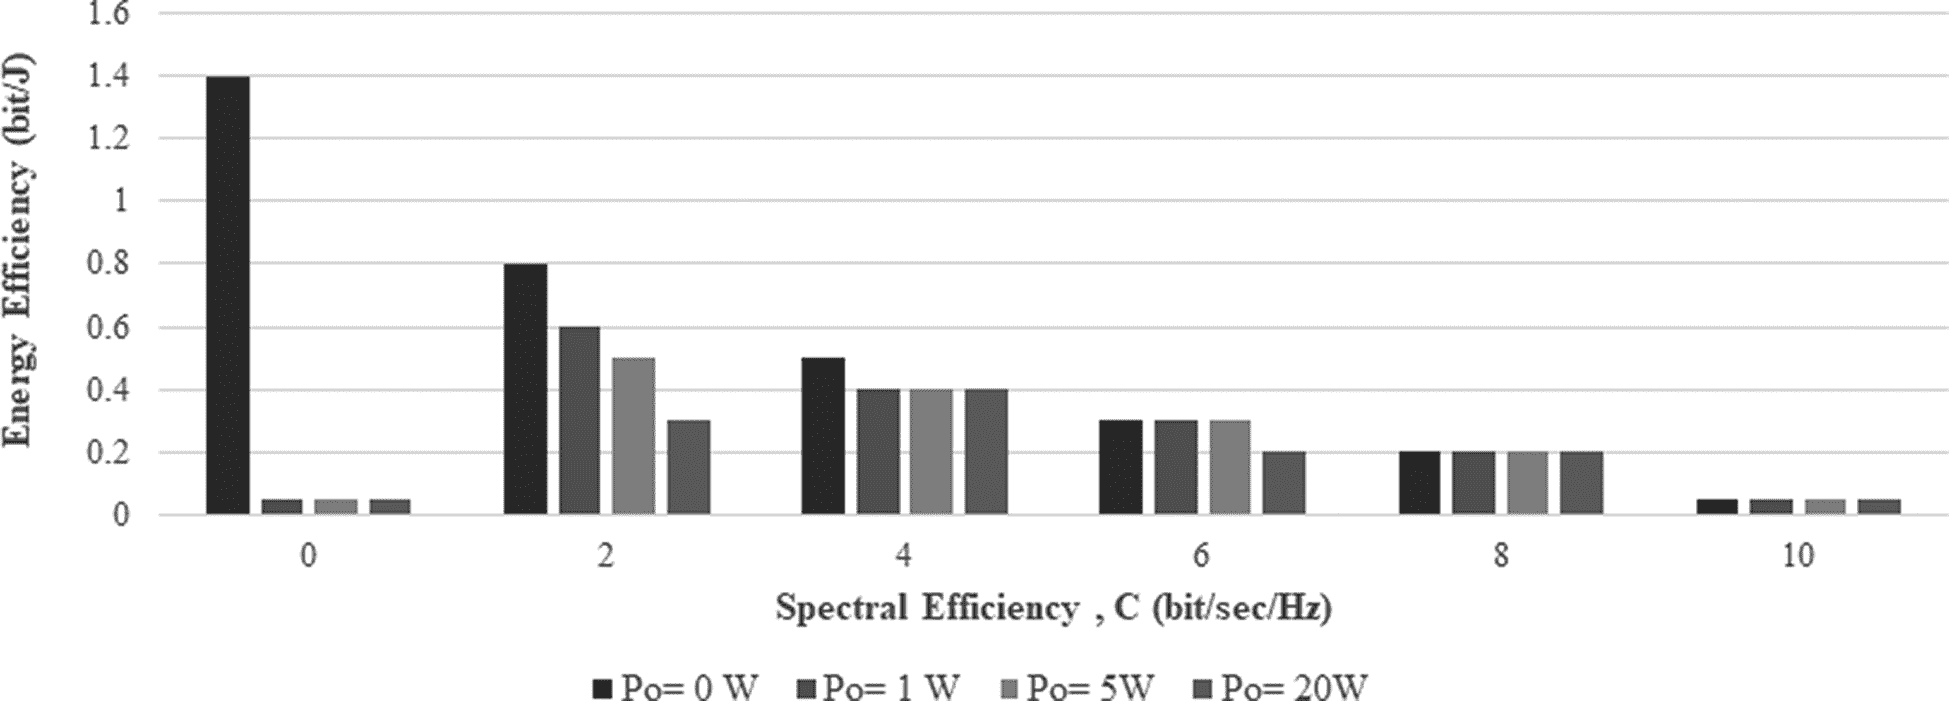 Energy Efficiency (bit/J)
1.6
1.4
1.2
1
0.8
0.6
0.4
0.2
0
0 2 4 6 8 10
Spectral Efficiency , C (bit/sec/Hz)
Po= 0 W Po= 1 W Po= 5W Po= 20W